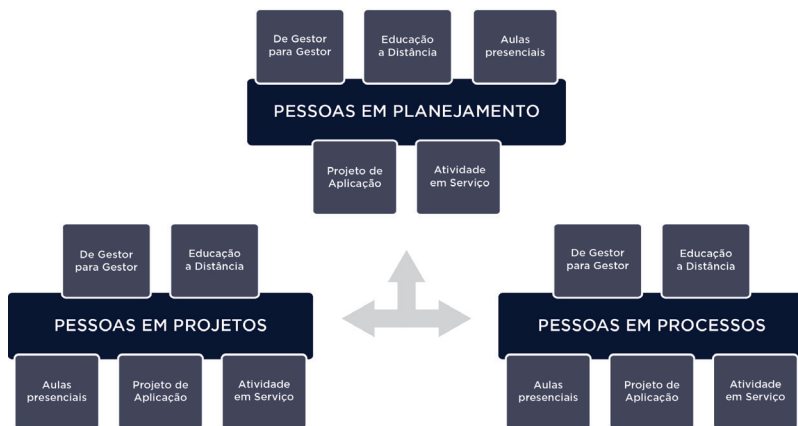 De Gestor
para Gestor
Educação
a Distância
Aulas
presenciais
PESSOAS EM PLANEJAMENTO
Projeto de
Aplicação
Atividade
em Serviço
De Gestor
para Gestor
Educação
a Distância
PESSOAS EM PROJETOS
Aulas
presenciais
Projeto de
Aplicação
Atividade
em Serviço
De Gestor
para Gestor
Educação
a Distância
PESSOAS EM PROCESSOS
Aulas
presenciais
Projeto de
Aplicação
Atividade
em Serviço